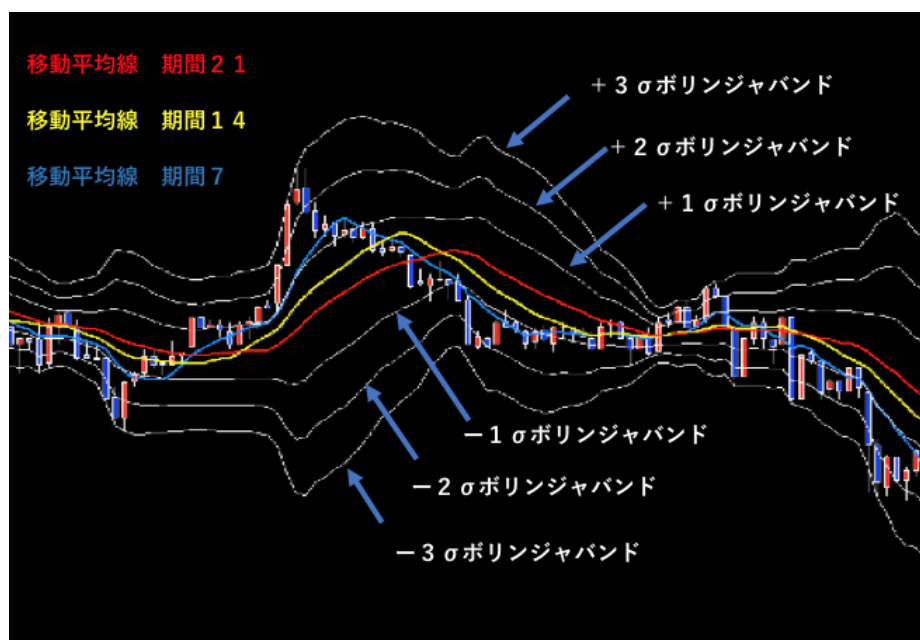 移動平均線　期間２１
移動平均線　期間１４
移動平均線　期間７
＋３σボリンジャバンド
＋２σボリンジャバンド
＋１σボリンジャバンド
－１σボリンジャバンド
－２σボリンジャバンド
－３σボリンジャバンド